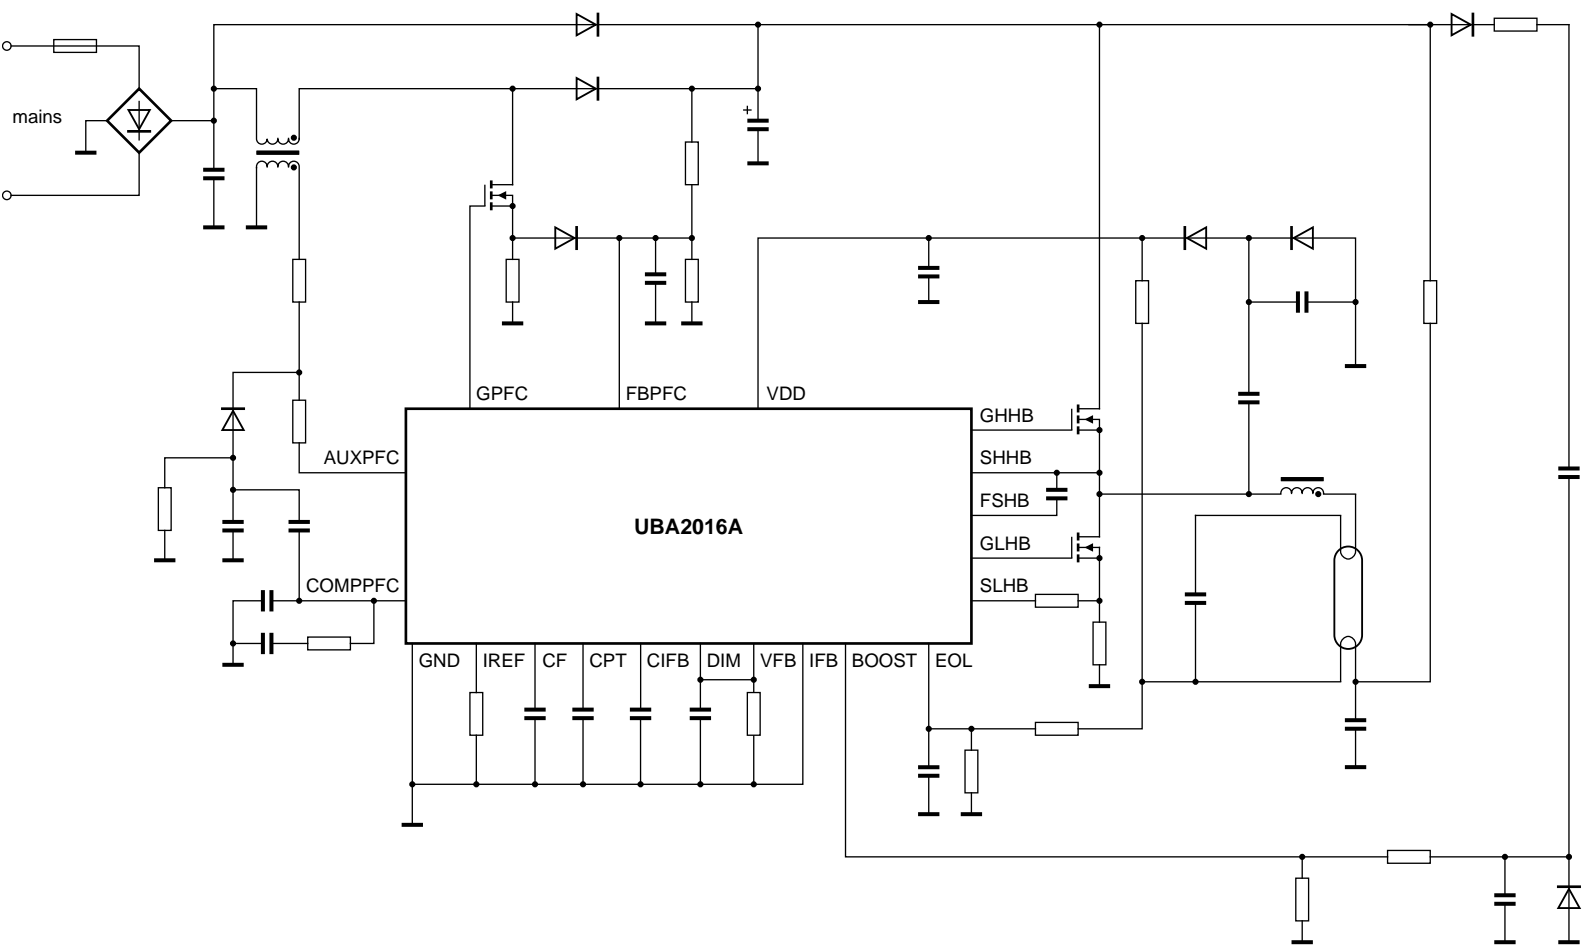 mains
+
GPFC
FBPFC
VDD
GHHB
AUXPFC
SHHB
FSHB
UBA2016A
GLHB
COMPPFC
SLHB
GND IREF CF CPT CIFB DIM VFB IFB BOOST EOL